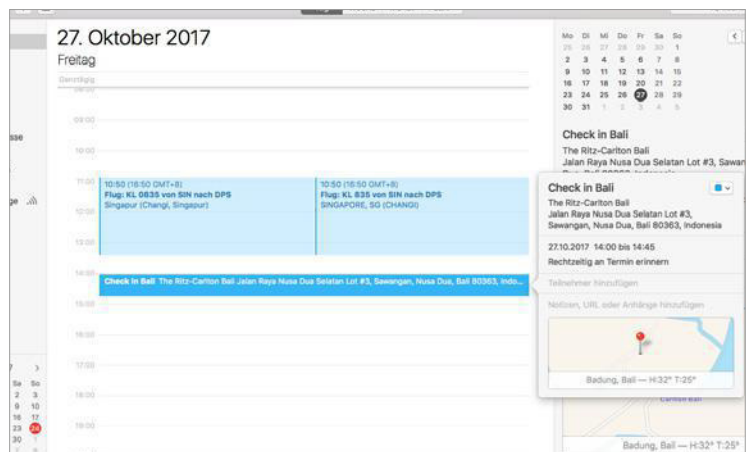 27. Oktober 2017
Freitag
Ganztägig
09:00
10:00
11:00
12:00
13:00
14:00
15:00
16:00
17:00
18:00
19:00
10:50 (16:50 GMT+8)
Flug: KL 0835 von SIN nach DPS
Singapur (Changi, Singapur)
10:50 (16:50 GMT+8)
Flug: KL 835 von SIN nach DPS
SINGAPORE, SG (CHANGI)
Check in Bali The Ritz-Carlton Bali Jalan Raya Nusa Dua Selatan Lot #3, Sawangan, Nusa Dua, Bali 80363, Indo...
Mo Di Mi Do Fr Sa So
25 26 27 28 29 30 1
2 3 4 5 6 7 8
9 10 11 12 13 14 15
16 17 18 19 20 21 22
23 24 25 26 27 28 29
30 31 1 2 3 4 5
Check in Bali
The Ritz-Carlton Bali
Jalan Raya Nusa Dua Selatan Lot #3, Sawan
Check in Bali
The Ritz-Carlton Bali
Jalan Raya Nusa Dua Selatan Lot #3,
Sawangan, Nusa Dua, Bali 80363, Indonesia
27.10.2017 14:00 bis 14:45
Rechtzeitig an Termin erinnern
Teilnehmer hinzufügen
Notizen, URL oder Anhänge hinzufügen
Badung, Bali — H:32° T:25°
Badung, Bali — H:32° T:25°
Sa So
2 3
9 10
16 17
23 24
30 1